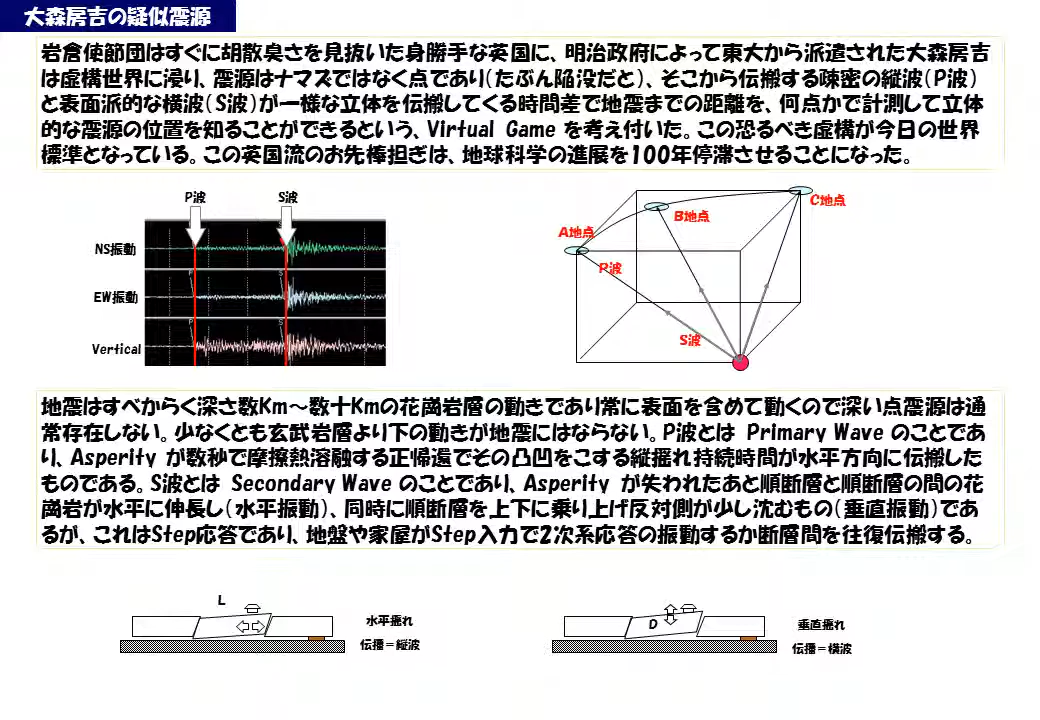 大森房吉の疑似震源
岩倉使節団はすぐに胡散臭さを見抜いた身勝手な英国に、明治政府によって東大から派遣された大森房吉
は虚構世界に浸り、震源はナマズではなく点であり(たぶん陥没だと)、そこから伝搬する疎密の縦波(P波)
と表面派的な横波(S波)が一様な立体を伝搬してくる時間差で地震までの距離を、何点かで計測して立体
的な震源の位置を知ることができるという、Virtual Game を考え付いた。この恐るべき虚構が今日の世界
標準となっている。この英国流のお先棒担ぎは、地球科学の進展を100年停滞させることになった。
P波
S波
NS振動
EW振動
Vertical
P
S
P
S
A地点
B地点
C地点
P波
S波
地震はすべからく深さ数Km～数十Kmの花崗岩層の動きであり常に表面を含めて動くので深い点震源は通
常存在しない。少なくとも玄武岩層より下の動きが地震にはならない。P波とは Primary Wave のことであ
り、Asperity が数秒で摩擦熱溶融する正帰還でその凸凹をこする縦揺れ持続時間が水平方向に伝搬した
ものである。S波とは Secondary Wave のことであり、Asperity が失われたあと順断層と順断層の間の花
崗岩が水平に伸長し(水平振動)、同時に順断層を上下に乗り上げ反対側が少し沈むもの(垂直振動)であ
るが、これはStep応答であり、地盤や家屋がStep入力で2次系応答の振動するか断層間を往復伝搬する。
L
水平揺れ
伝播＝縦波
D
垂直揺れ
伝播＝横波